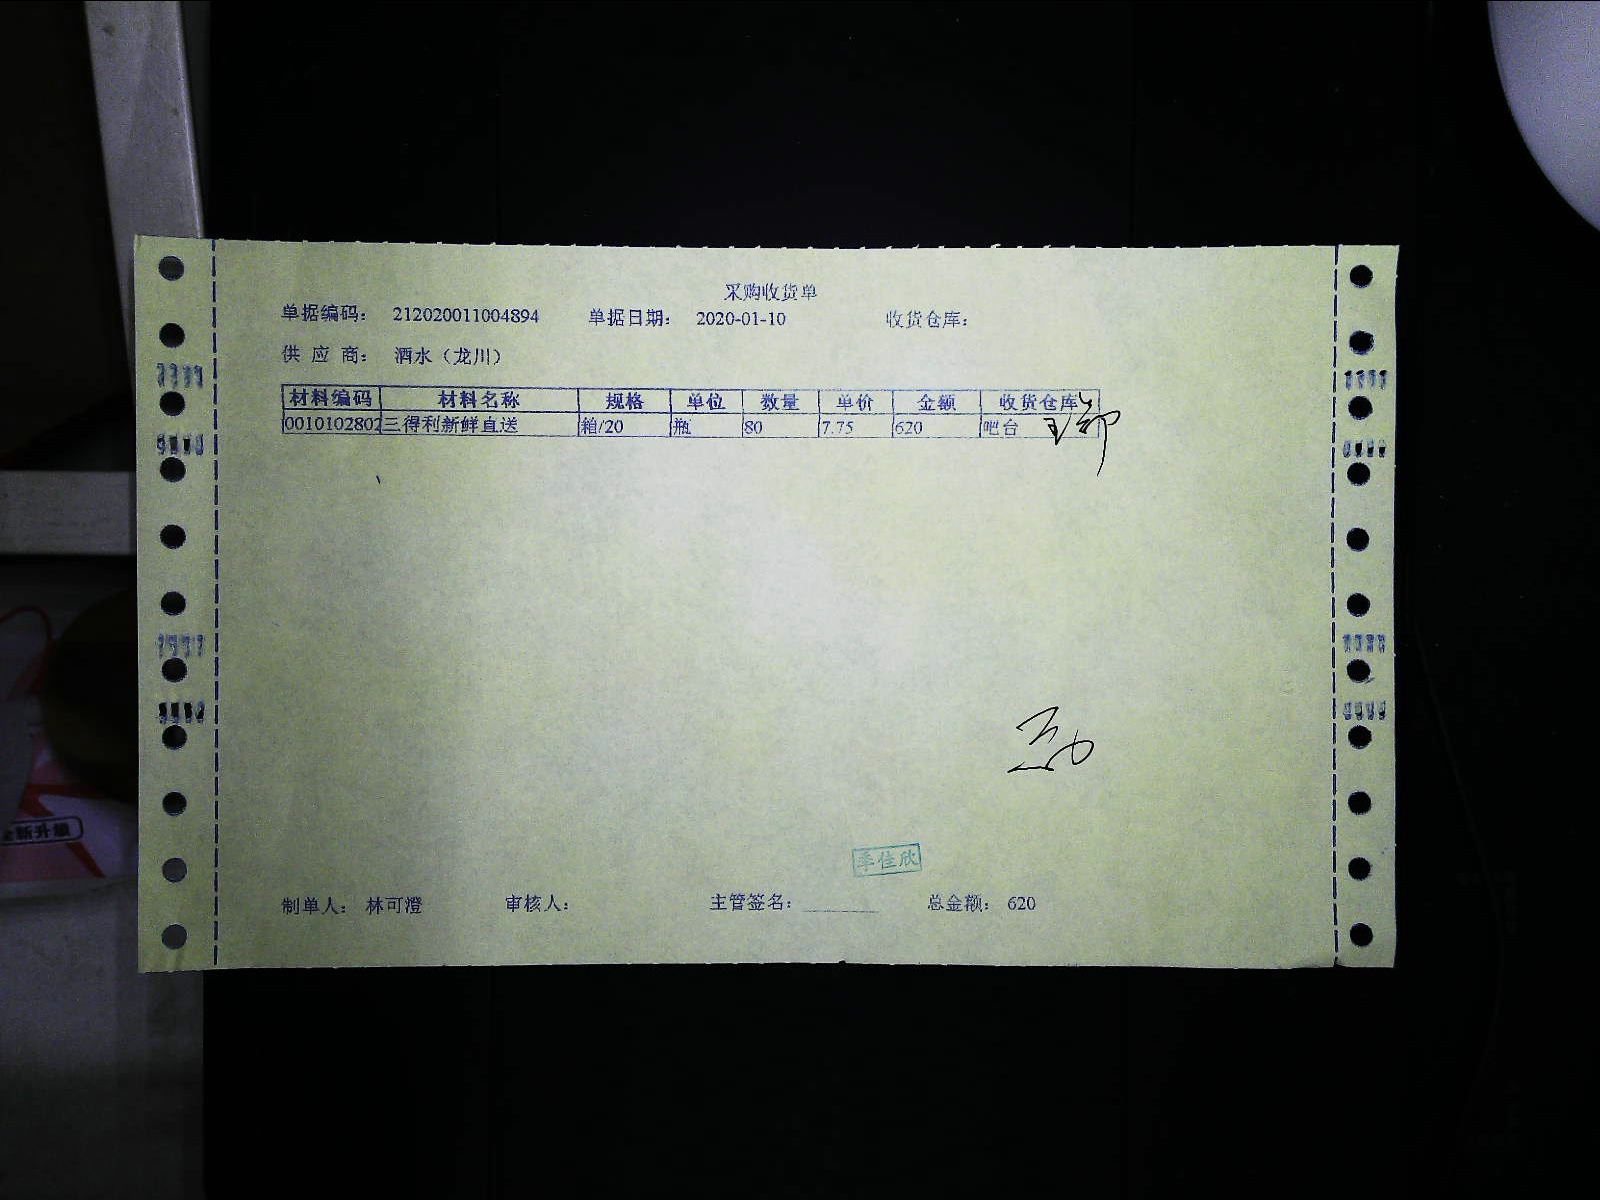 采购收货单
单据编码： 212020011004894 单据日期： 2020-01-10 收货仓库：
供 应 商： 酒水（龙川）
材料编码 材料名称 规格 单位 数量 单价 金额 收货仓库
0010102802 三得利新鲜直送 箱/20 瓶 80 7.75 620 吧台
季佳欣
制单人： 林可澄 审核人： 主管签名： 总金额： 620
新升级